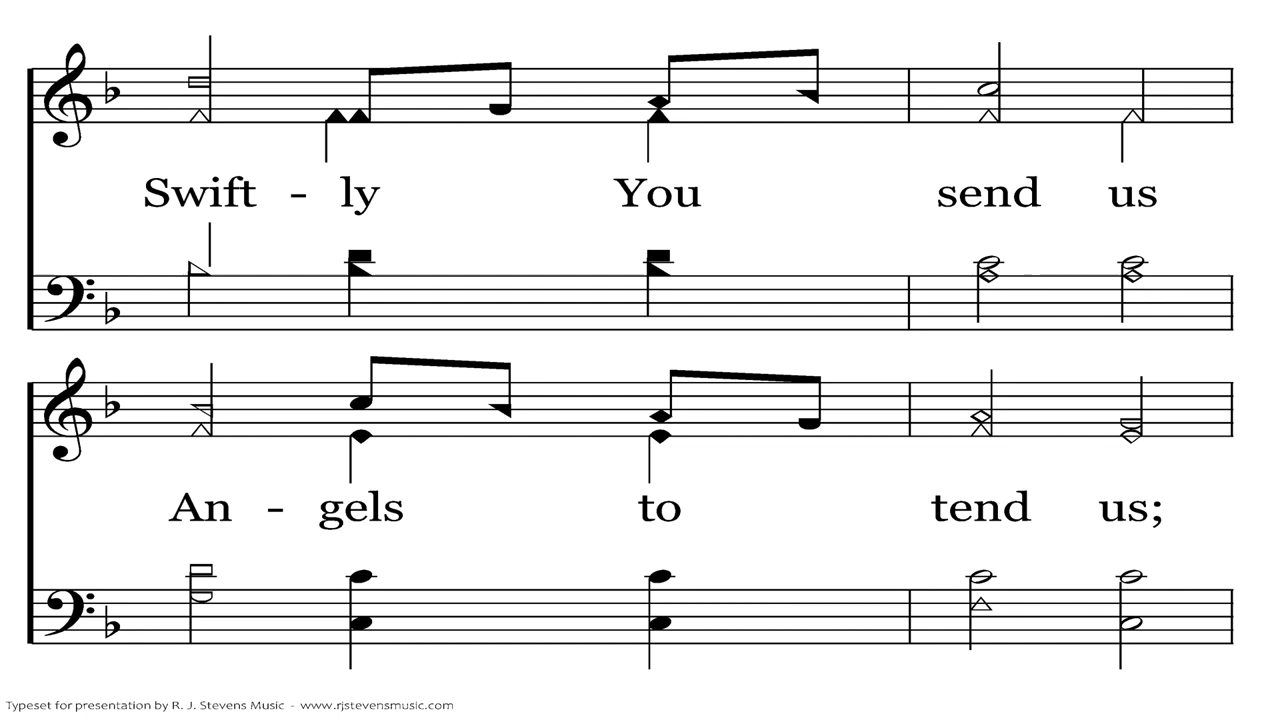 Swift - ly You send us
An - gels to tend us;
Typeset for presentation by R. J. Stevens Music - www.rjstevensmusic.com